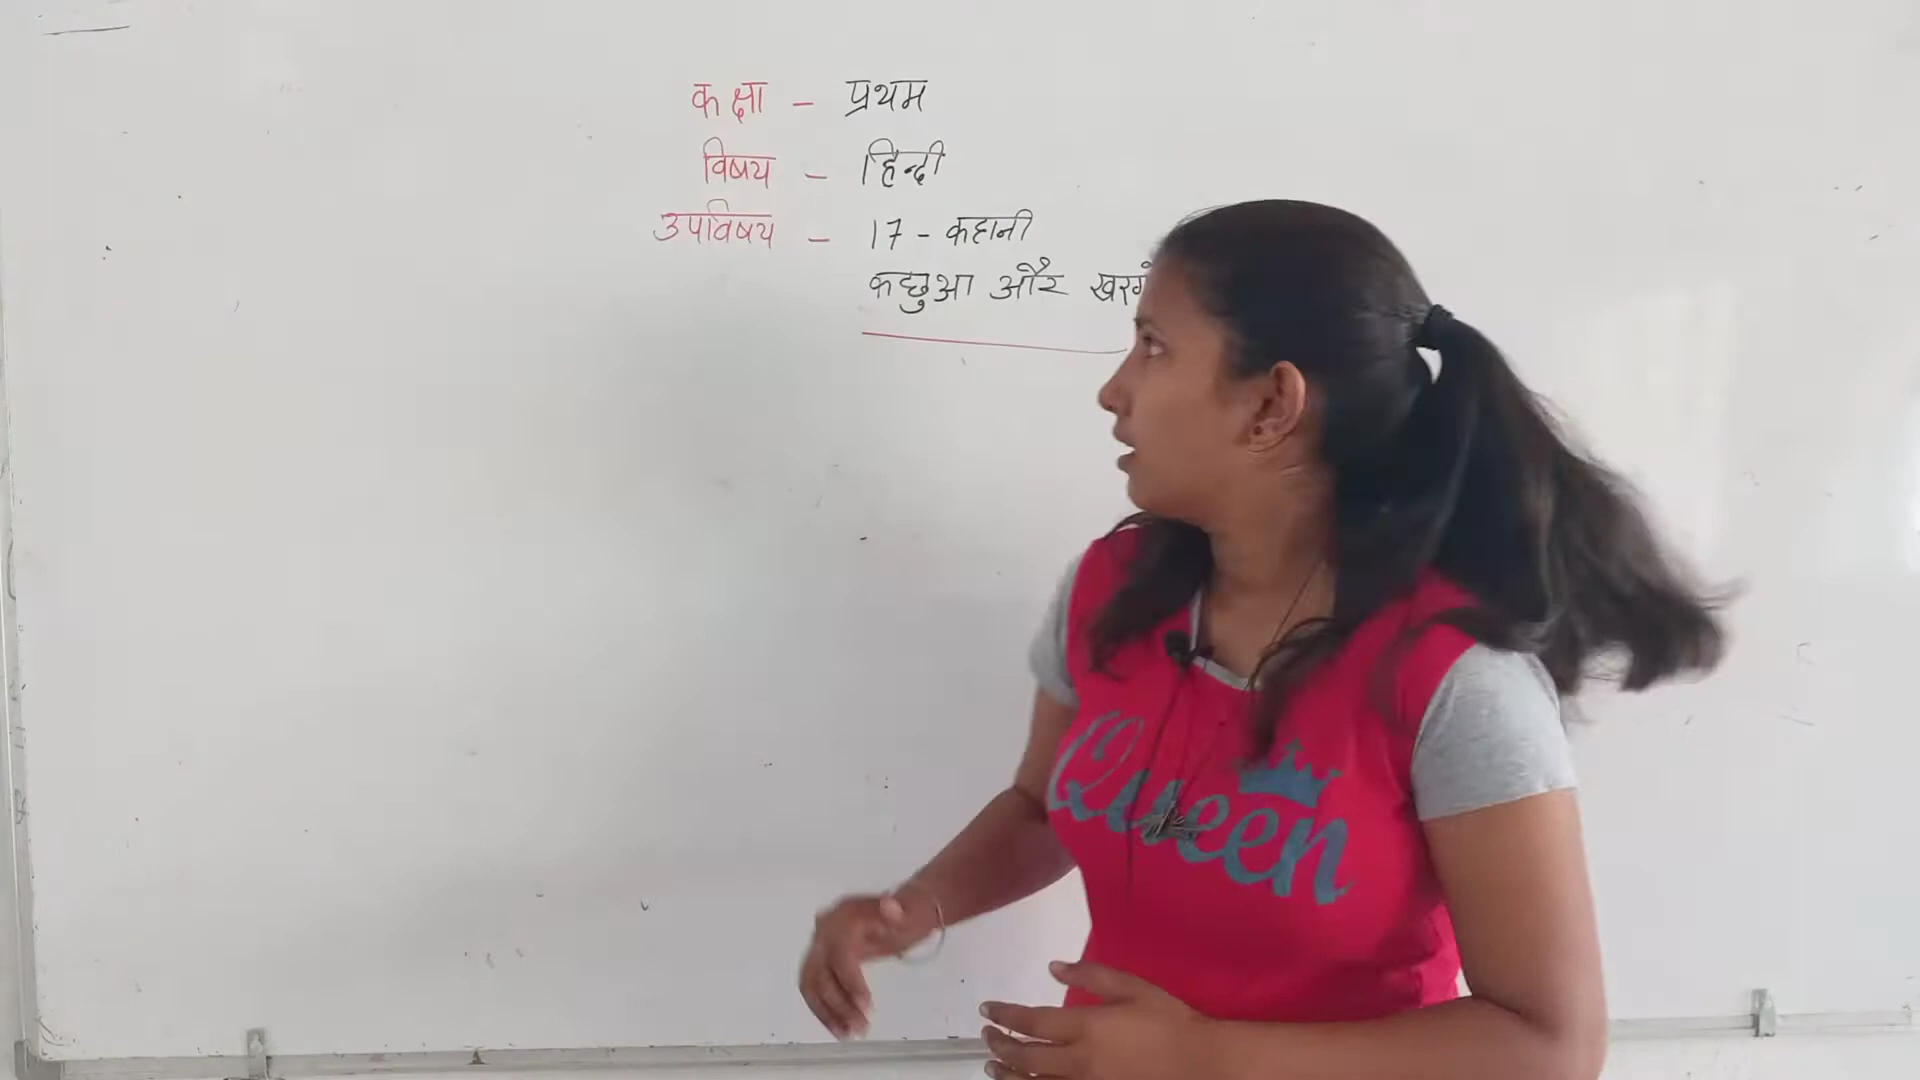 कक्षा - प्रथम
विषय - हिन्दी
उपविषय - 17 - कहानी
कछुआ और
Queen